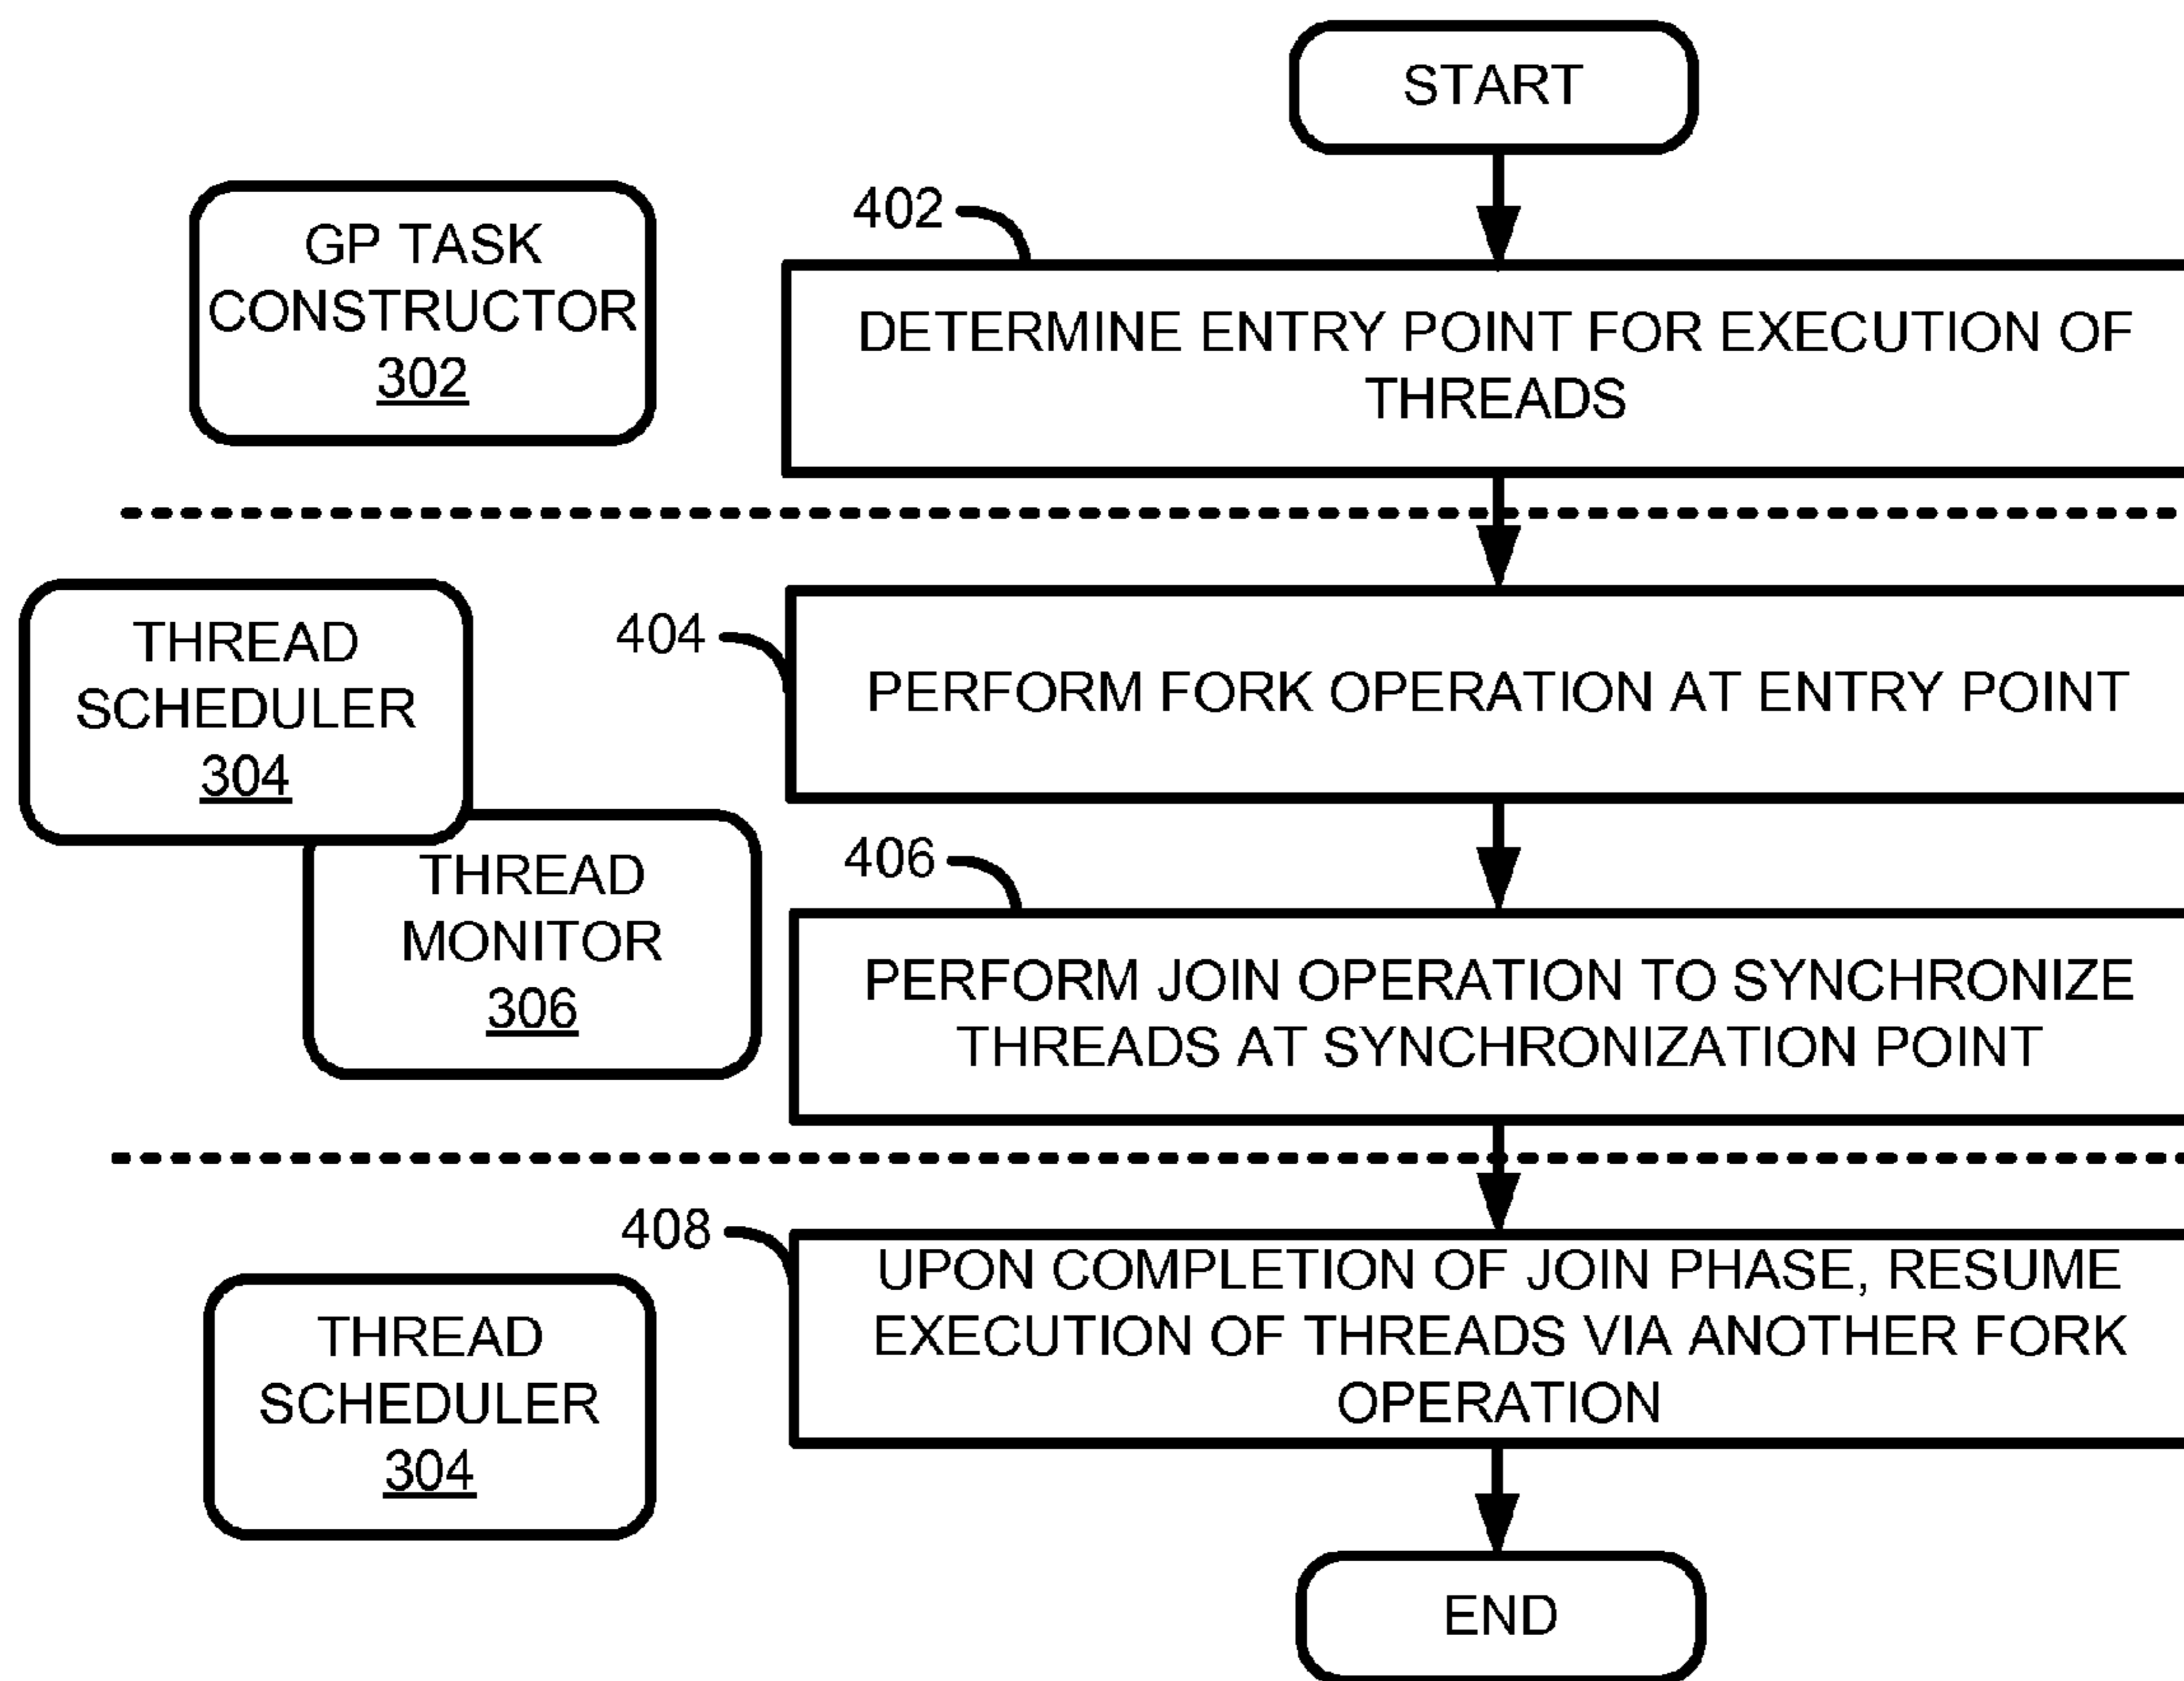 START
GP TASK
CONSTRUCTOR
302
402
DETERMINE ENTRY POINT FOR EXECUTION OF
THREADS
THREAD
SCHEDULER
304
404
PERFORM FORK OPERATION AT ENTRY POINT
THREAD
MONITOR
306
406
PERFORM JOIN OPERATION TO SYNCHRONIZE
THREADS AT SYNCHRONIZATION POINT
408
UPON COMPLETION OF JOIN PHASE, RESUME
EXECUTION OF THREADS VIA ANOTHER FORK
OPERATION
THREAD
SCHEDULER
304
END